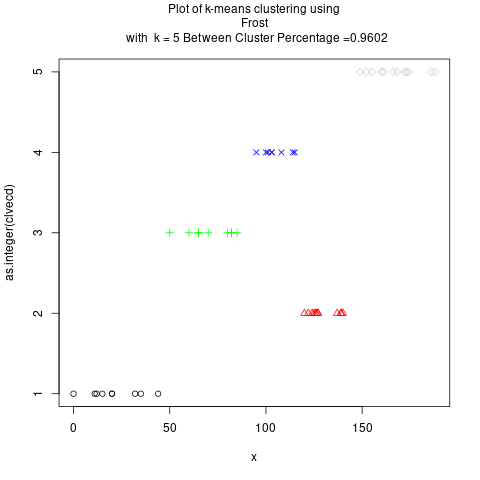 Plot of k-means clustering using
Frost
with  k = 5 Between Cluster Percentage =0.9602
as.integer(clvecd)
5
4
3
2
1
0 50 100 150
x